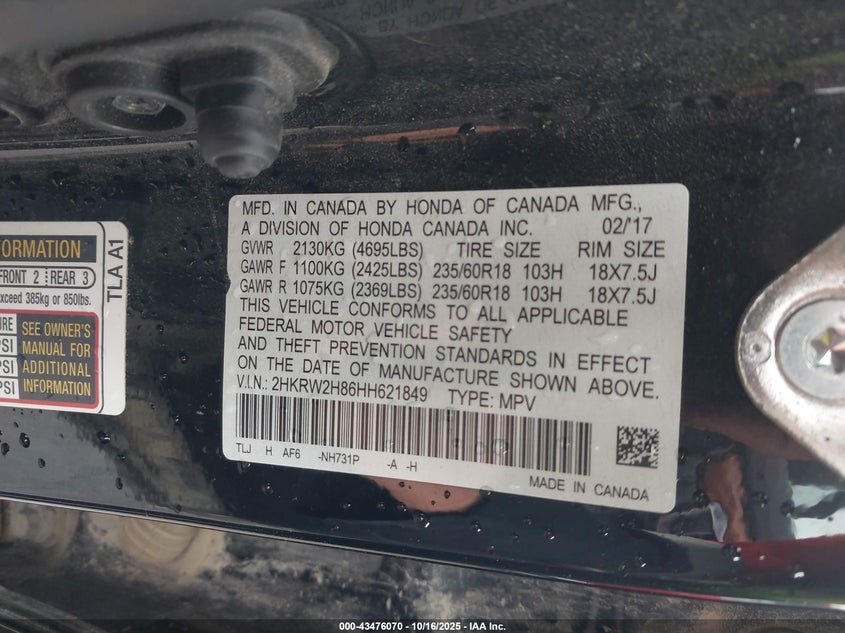 MFD. IN CANADA BY HONDA OF CANADA MFG.,
A DIVISION OF HONDA CANADA INC. 02/'17
GVWR 2130KG (4695LBS) TIRE SIZE RIM SIZE
GAWR F 1100KG (2425LBS) 235/60R18 103H 18X7.5J
GAWR R 1075KG (2369LBS) 235/60R18 103H 18X7.5J
THIS VEHICLE CONFORMS TO ALL APPLICABLE
FEDERAL MOTOR VEHICLE SAFETY
AND THEFT PREVENTION STANDARDS IN EFFECT
ON THE DATE OF MANUFACTURE SHOWN ABOVE.
V.I.N.: 2HKRW2H86HH621849 TYPE: MPV
TLJ H AF6 -NH731P -A -H
MADE IN CANADA
FRONT 2 REAR 3
385kg or 850lbs.
SEE OWNER'S
MANUAL FOR
ADDITIONAL
INFORMATION
PSI
PSI
PSI
TLA A1
000-43476070 - 10/16/2025 - IAA Inc.